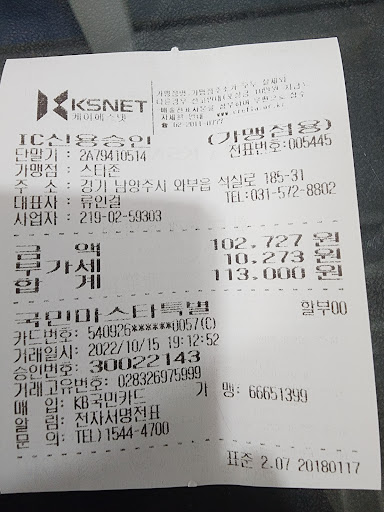 KSNET
케이에스넷
IC신용승인 (가맹점용)
단말기 : 2A79410514 전표번호:005445
가맹점 : 스타존
주 소 : 경기 남양주시 와부읍 석실로 185-31
대표자 : 류인길 TEL:031-572-8802
사업자 : 219-02-59303
금 액 102,727 원
부가세 10,273 원
합 계 113,000 원
국민마스타특별 할부00
카드번호: 540926******0057(C)
거래일시: 2022/10/15 19:12:52
승인번호: 30022143
거래고유번호: 028326975999
매 입: KB국민카드 가 맹: 66651399
알 림: 전자서명전표
문 의: TEL)1544-4700
표준 2.07 20180117